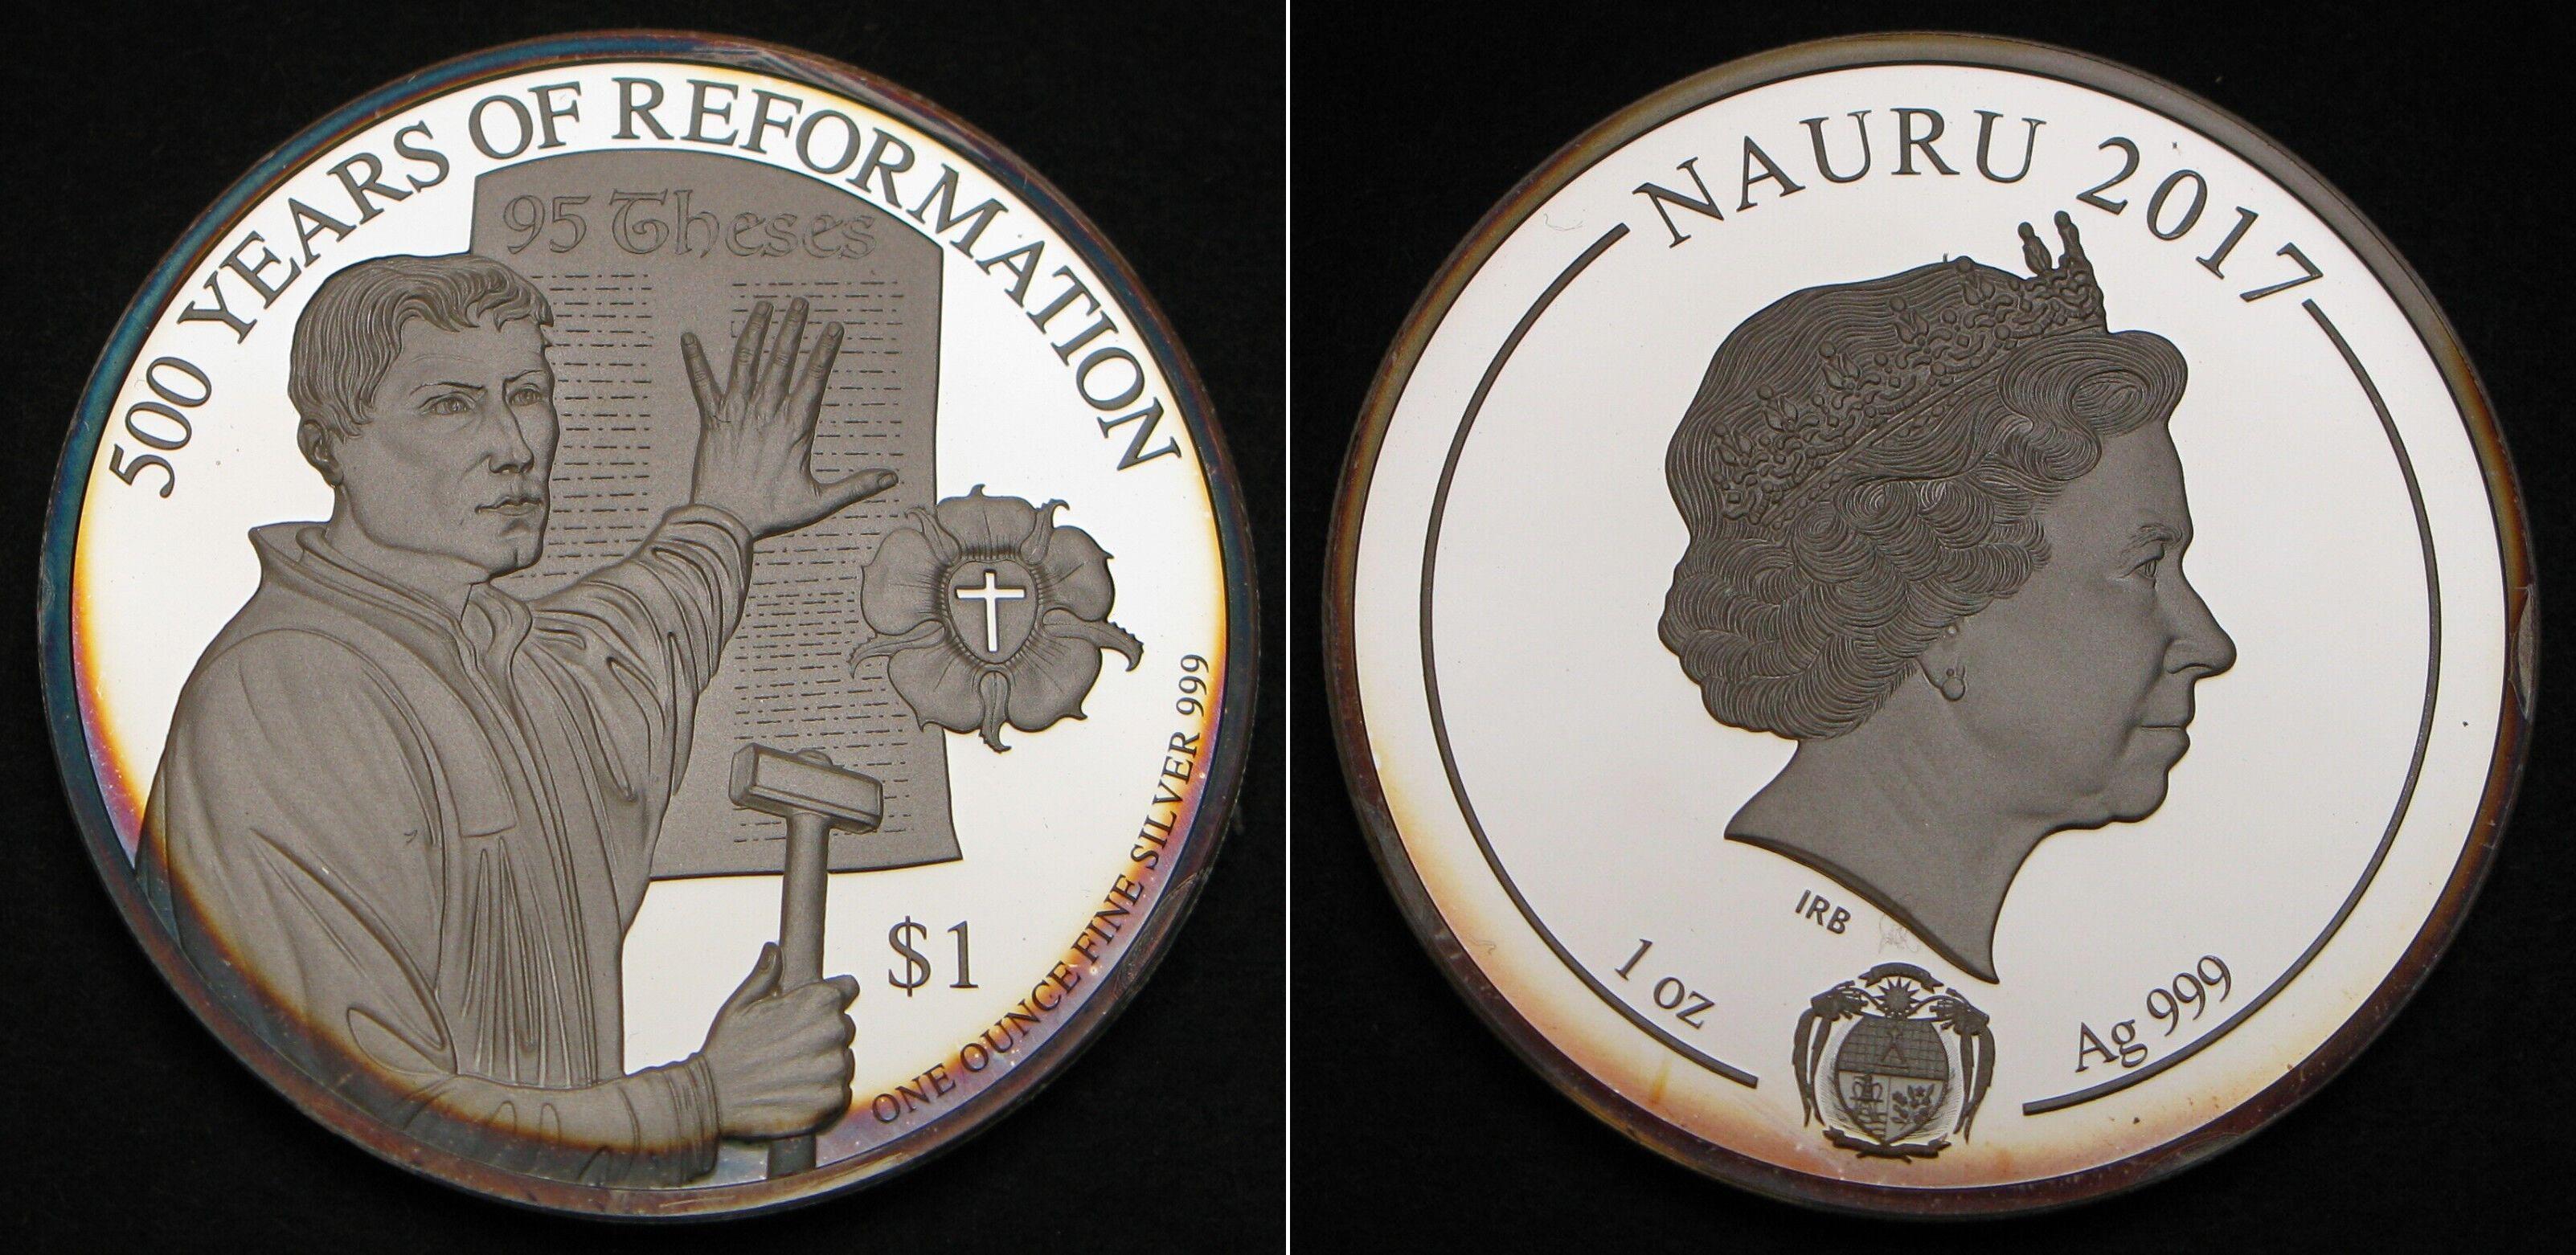 500 YEARS OF REFORMATION
95 Theses
$1
ONE OUNCE FINE SILVER 999
NAURU 2017
IRB
1 oz
Ag 999